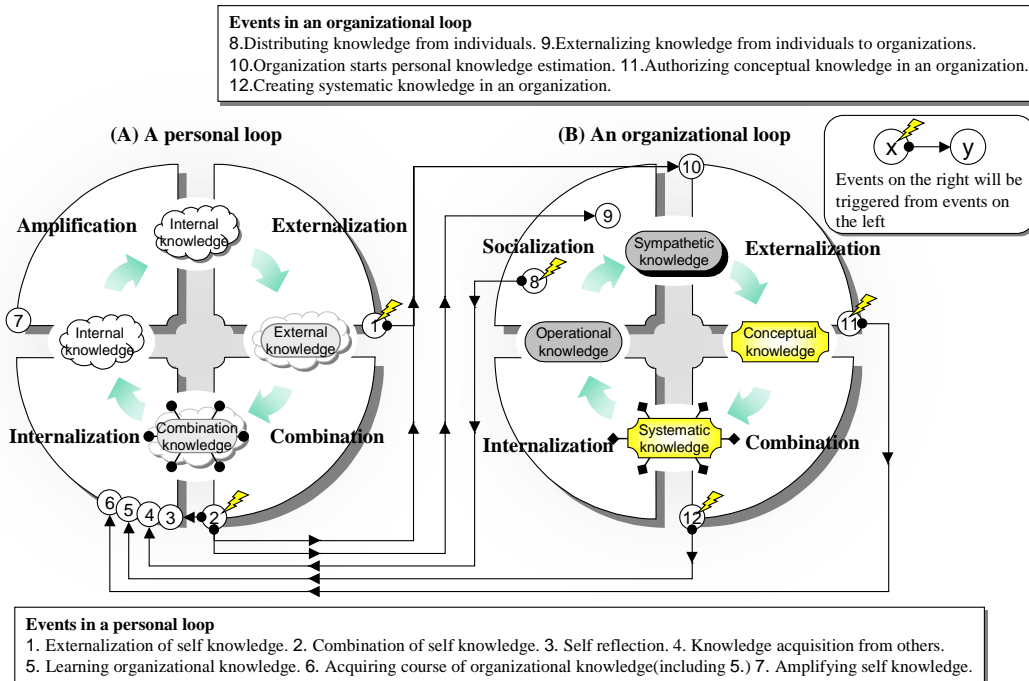 Events in an organizational loop
8.Distributing knowledge from individuals. 9.Externalizing knowledge from individuals to organizations.
10.Organization starts personal knowledge estimation. 11.Authorizing conceptual knowledge in an organization.
12.Creating systematic knowledge in an organization.
(A) A personal loop
(B) An organizational loop
x
y
Events on the right will be
triggered from events on
the left
Amplification
Internal
knowledge
Externalization
7
1
Internal
knowledge
External
knowledge
Internalization
Combination
knowledge
Combination
6
5
4
3
2
10
9
Socialization
Sympathetic
knowledge
Externalization
8
11
Operational
knowledge
Conceptual
knowledge
Internalization
Systematic
knowledge
Combination
12
Events in a personal loop
1. Externalization of self knowledge. 2. Combination of self knowledge. 3. Self reflection. 4. Knowledge acquisition from others.
5. Learning organizational knowledge. 6. Acquiring course of organizational knowledge(including 5.) 7. Amplifying self knowledge.